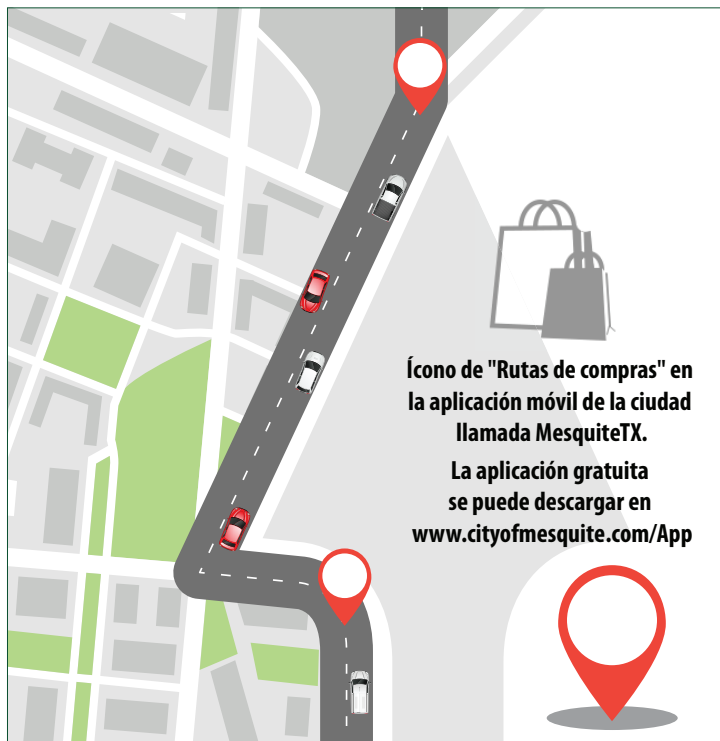 Ícono de "Rutas de compras" en
la aplicación móvil de la ciudad
llamada MesquiteTX.
La aplicación gratuita
se puede descargar en
www.cityofmesquite.com/App